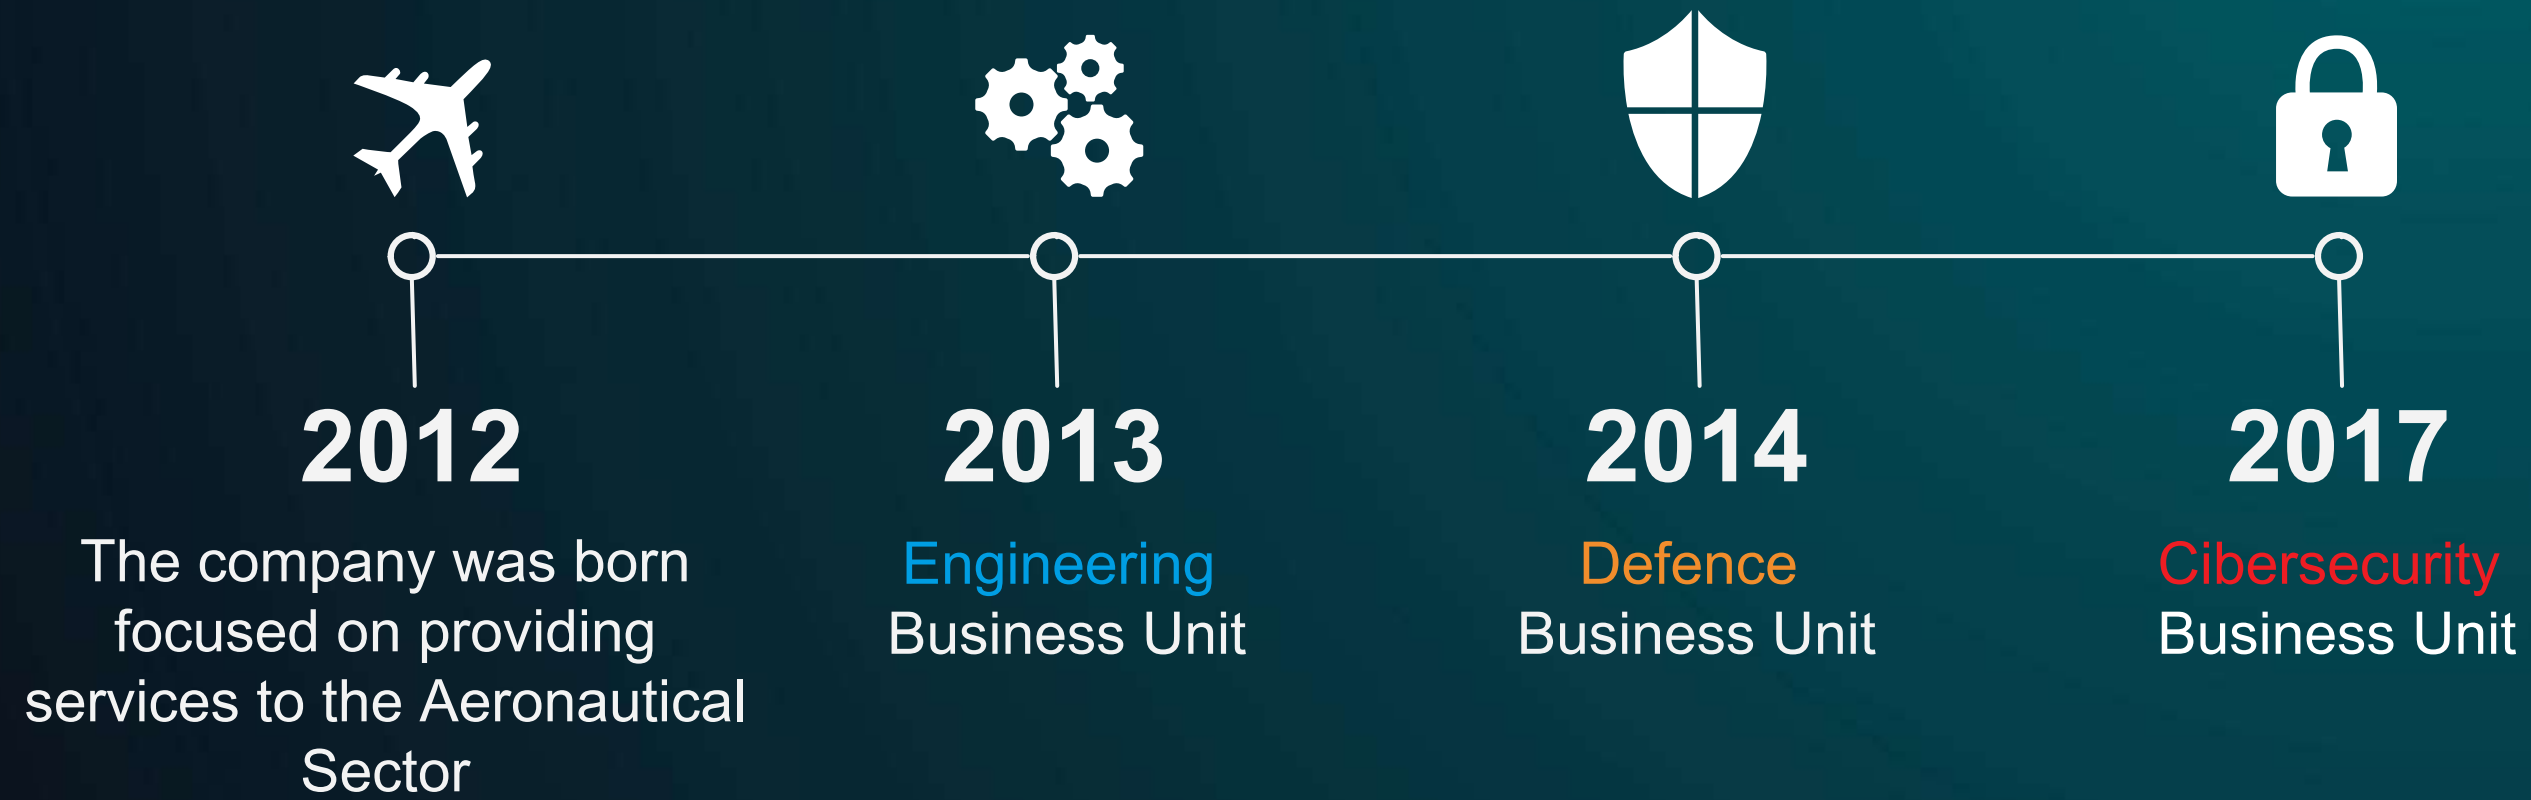 2012
The company was born
focused on providing
services to the Aeronautical
Sector
2013
Engineering
Business Unit
2014
Defence
Business Unit
2017
Cibersecurity
Business Unit